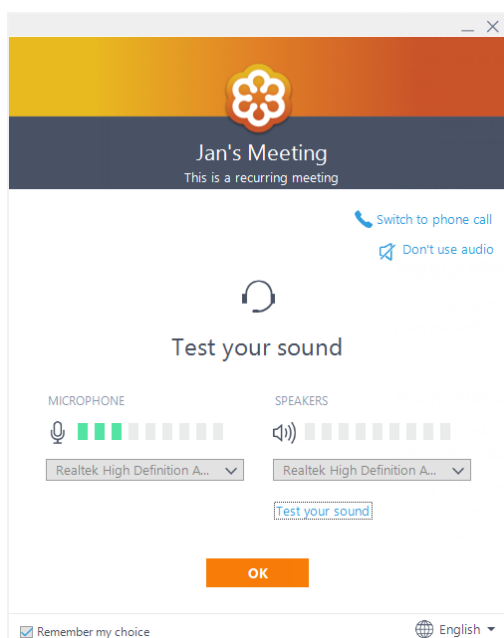 Jan's Meeting
This is a recurring meeting
Switch to phone call
Don't use audio
Test your sound
MICROPHONE
SPEAKERS
Realtek High Definition A...
Realtek High Definition A...
Test your sound
OK
Remember my choice
English